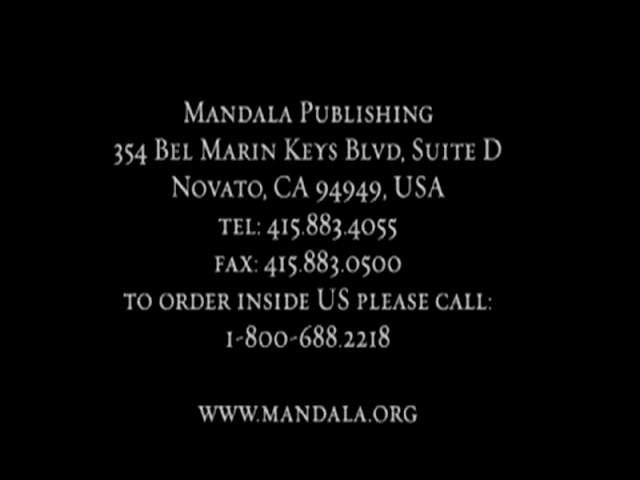 Mandala Publishing
354 Bel Marin Keys Blvd, Suite D
Novato, CA 94949, USA
tel: 415.883.4055
fax: 415.883.0500
to order inside US please call:
1-800-688.2218
www.mandala.org